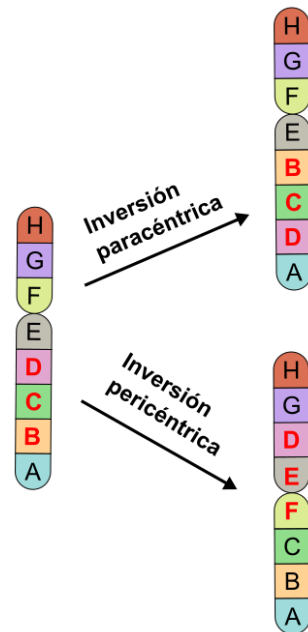 H
G
F
E
D
C
B
A
Inversión
paracéntrica
H
G
F
E
B
C
D
A
Inversión
pericéntrica
H
G
D
E
F
C
B
A